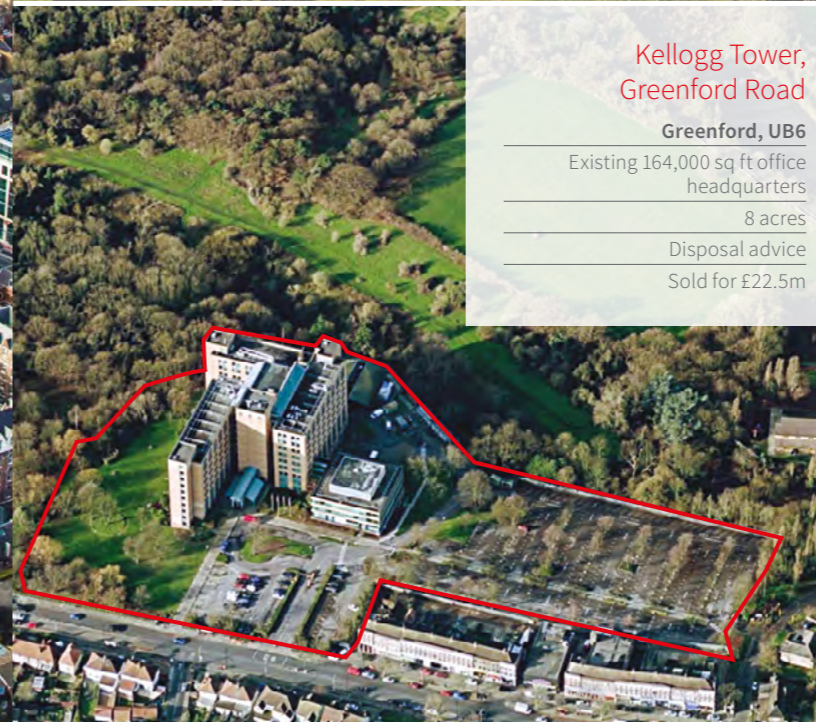 Kellogg Tower,
Greenford Road
Greenford, UB6
Existing 164,000 sq ft office
headquarters
8 acres
Disposal advice
Sold for £22.5m